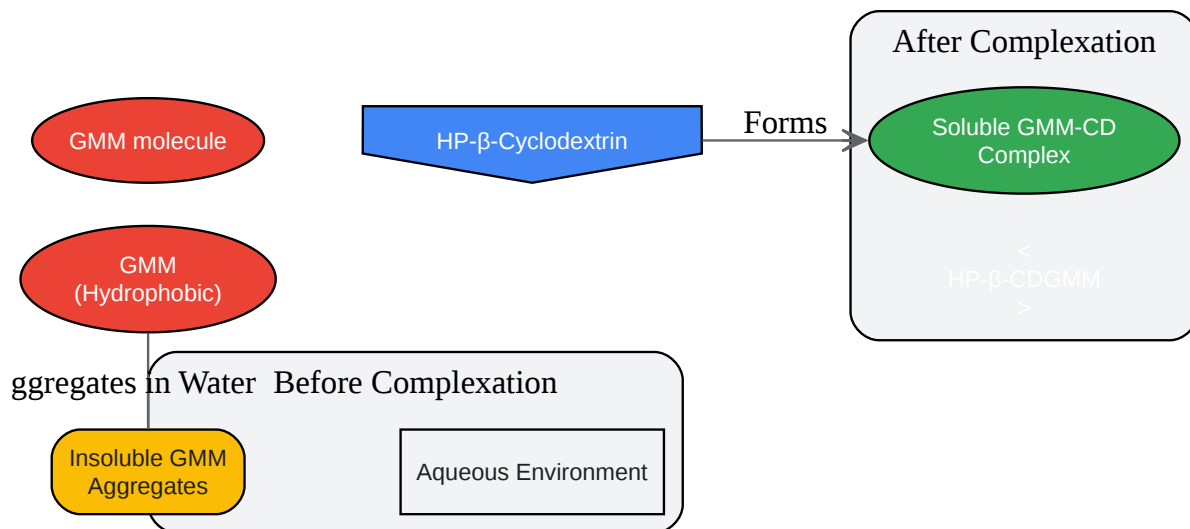 After Complexation
GMM molecule
HP-β-Cyclodextrin
Forms
Soluble GMM-CD
Complex
GMM
(Hydrophobic)
<
HP-β-CDGMM
>
ggregates in Water
Before Complexation
Insoluble GMM
Aggregates
Aqueous Environment